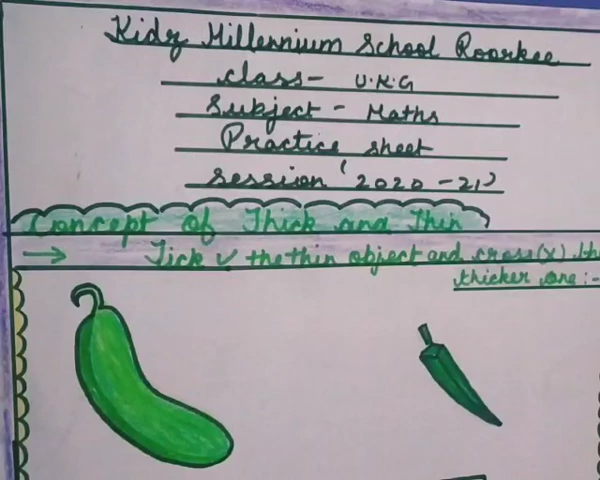 Kidz Millennium School Roorkee
Class- U.K.G
Subject - Maths
Practice sheet
Session (2020-21)
Concept of Thick and Thin
→ Tick ✓ the thin object and cross(x) the
thicker one :-